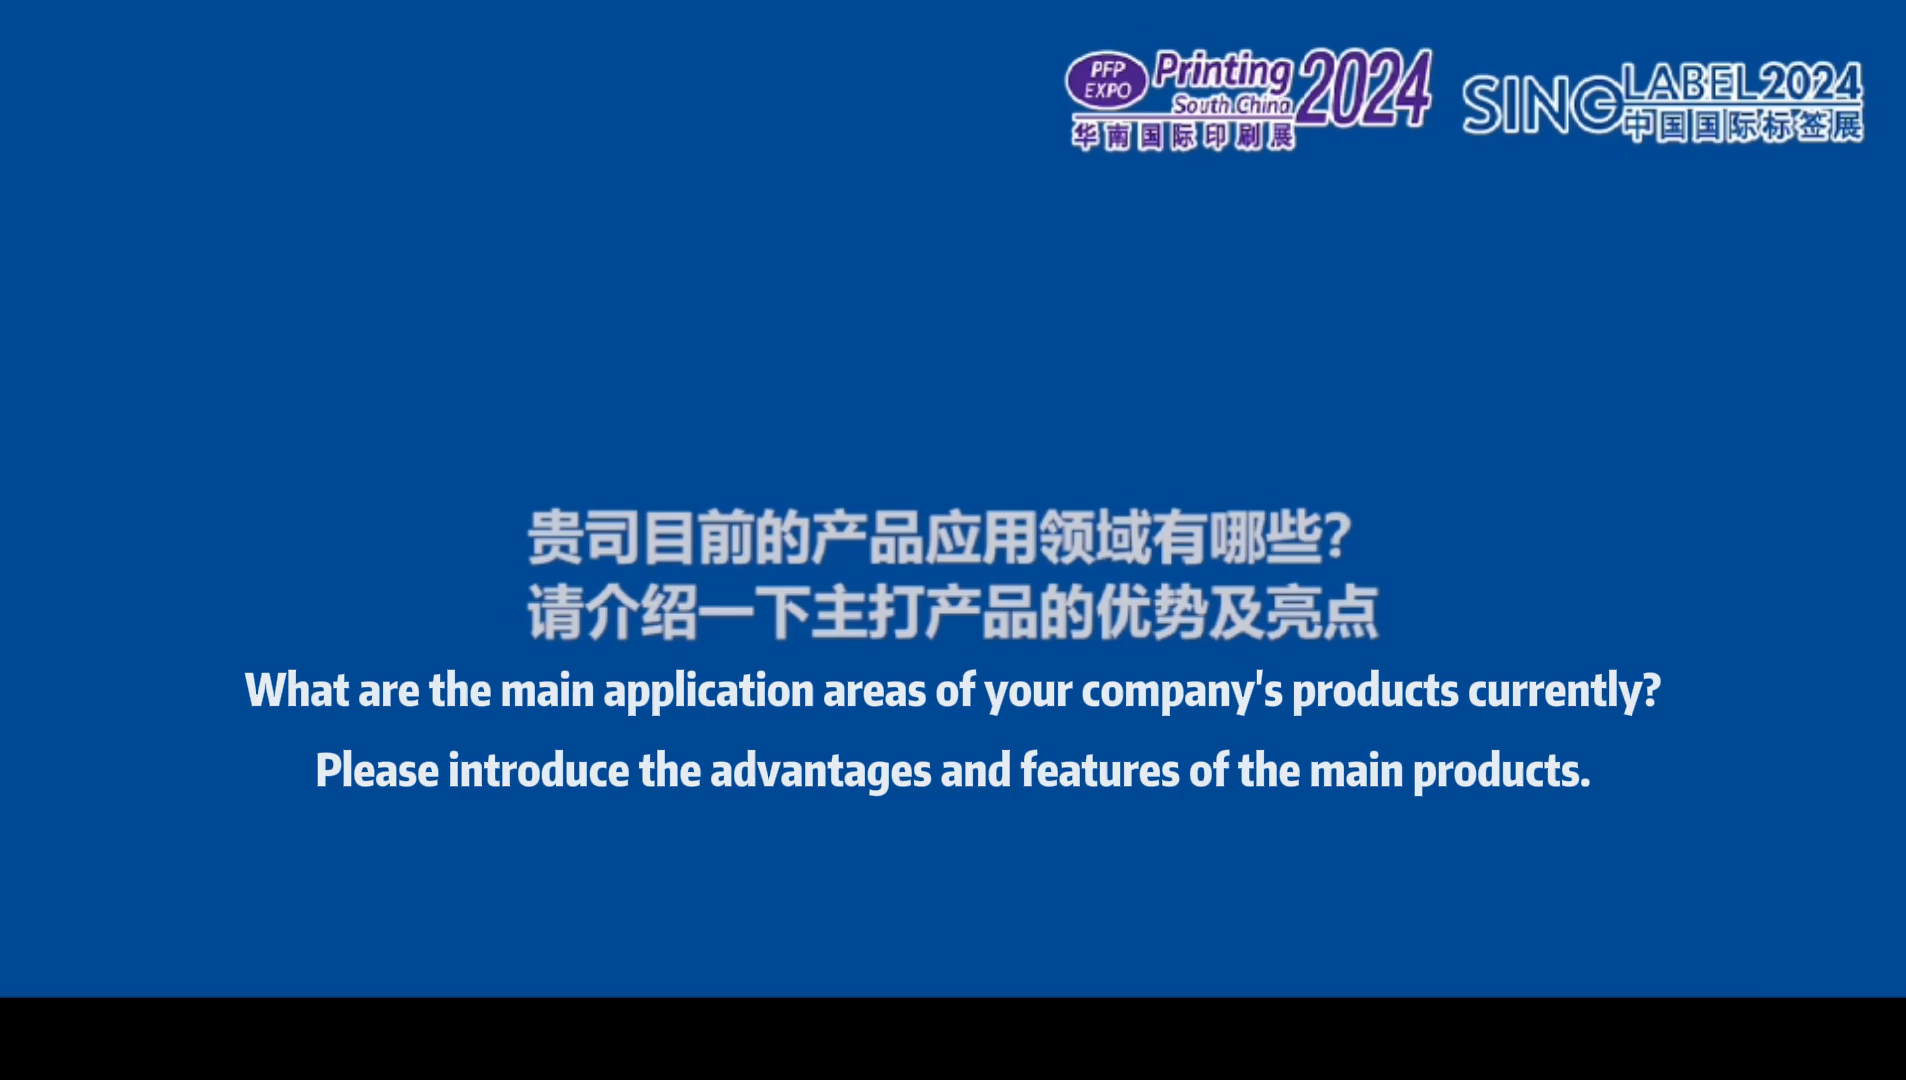 PFP EXPO Printing South China 2024
华南国际印刷展
SINO LABEL 2024
中国国际标签展
贵司目前的产品应用领域有哪些?
请介绍一下主打产品的优势及亮点
What are the main application areas of your company's products currently?
Please introduce the advantages and features of the main products.